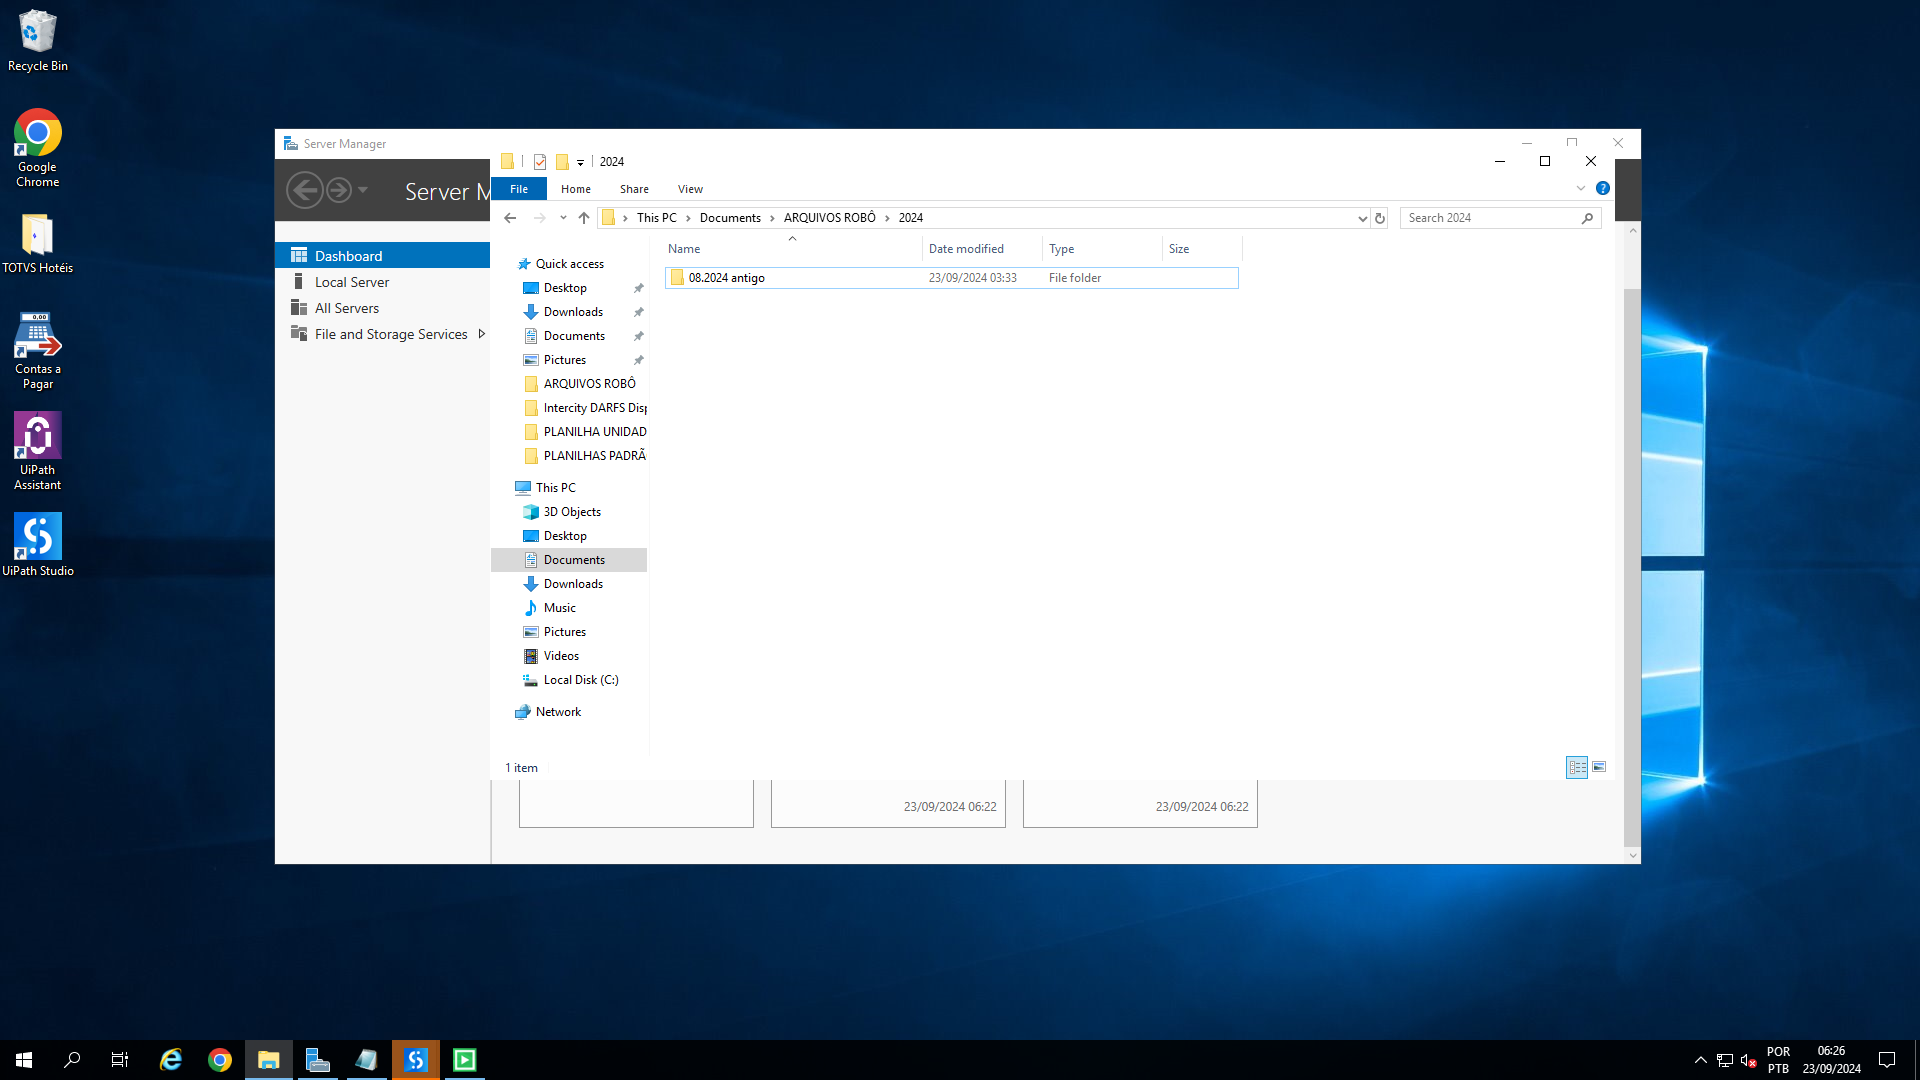 Recycle Bin
Google
Chrome
TOTVS Hotéis
0,00
Contas a
Pagar
UiPath
Assistant
UiPath Studio
Server Manager
Server M
Dashboard
Local Server
All Servers
File and Storage Services
2024
File
Home
Share
View
This PC
Documents
ARQUIVOS ROBÔ
2024
Search 2024
Name
Date modified
Type
Size
08.2024 antigo
23/09/2024 03:33
File folder
Quick access
Desktop
Downloads
Documents
Pictures
ARQUIVOS ROBÔ
Intercity DARFS Disp
PLANILHA UNIDAD
PLANILHAS PADRÃ
This PC
3D Objects
Desktop
Documents
Downloads
Music
Pictures
Videos
Local Disk (C:)
Network
1 item
23/09/2024 06:22
23/09/2024 06:22
POR
PTB
06:26
23/09/2024